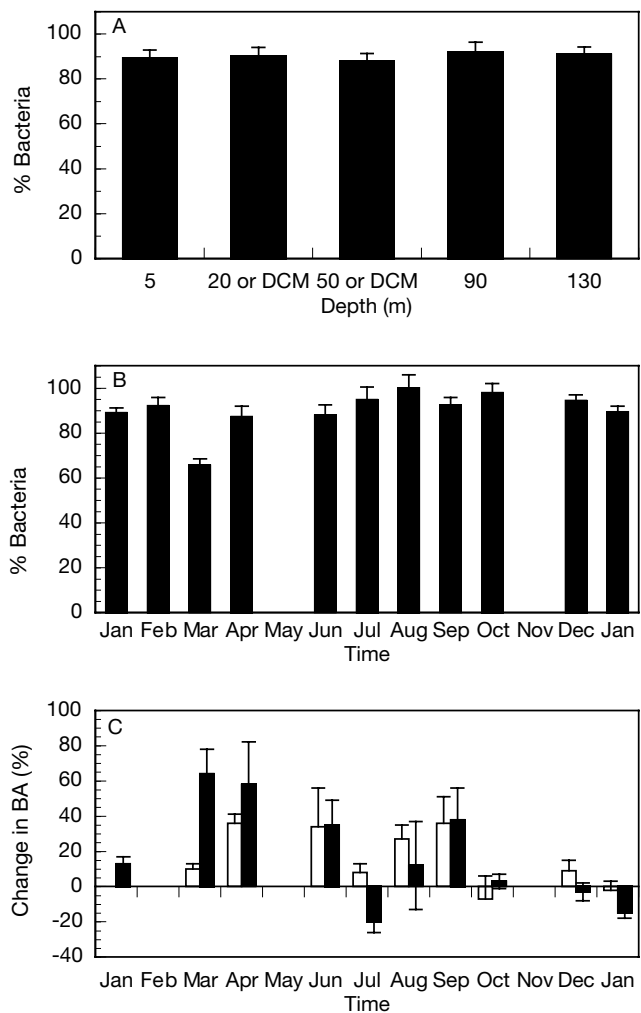 A
100
80
60
40
20
0
% Bacteria
5 20 or DCM 50 or DCM 90 130
Depth (m)
B
100
80
60
40
20
0
% Bacteria
Jan Feb Mar Apr May Jun Jul Aug Sep Oct Nov Dec Jan
Time
C
100
80
60
40
20
0
-20
-40
Change in BA (%)
Jan Feb Mar Apr May Jun Jul Aug Sep Oct Nov Dec Jan
Time